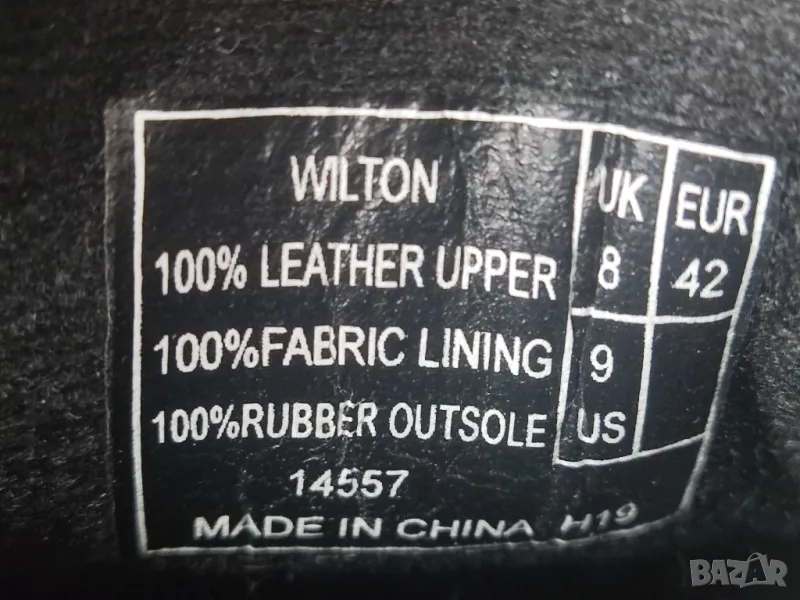 WILTON
100% LEATHER UPPER
100%FABRIC LINING
100%RUBBER OUTSOLE
14557
MADE IN CHINA H19
UK EUR
8 42
9
US
BAZAR